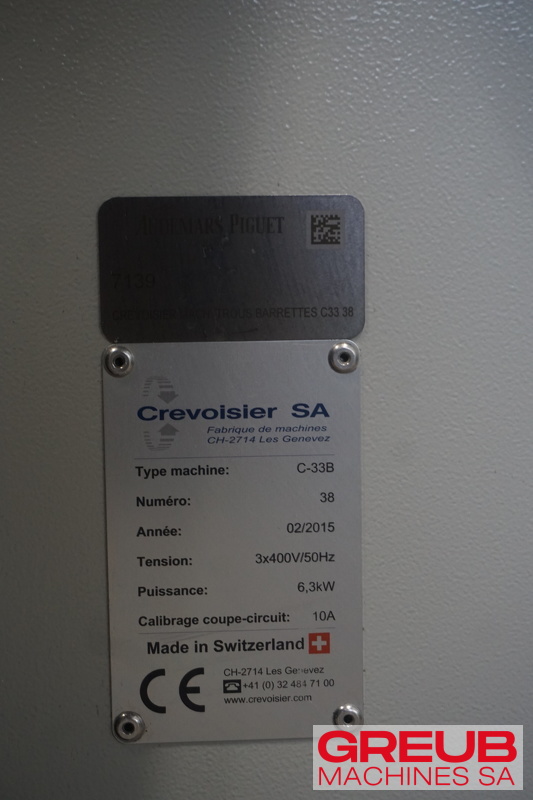 AUDEMARS PIGUET
7139
TROUS BARRETTES C33 38
Crevoisier SA
Fabrique de machines
CH-2714 Les Genevez
Type machine: C-33B
Numéro: 38
Année: 02/2015
Tension: 3x400V/50Hz
Puissance: 6,3kW
Calibrage coupe-circuit: 10A
Made in Switzerland
CE
CH-2714 Les Genevez
+41 (0) 32 484 71 00
www.crevoisier.com
GREUB
MACHINES SA